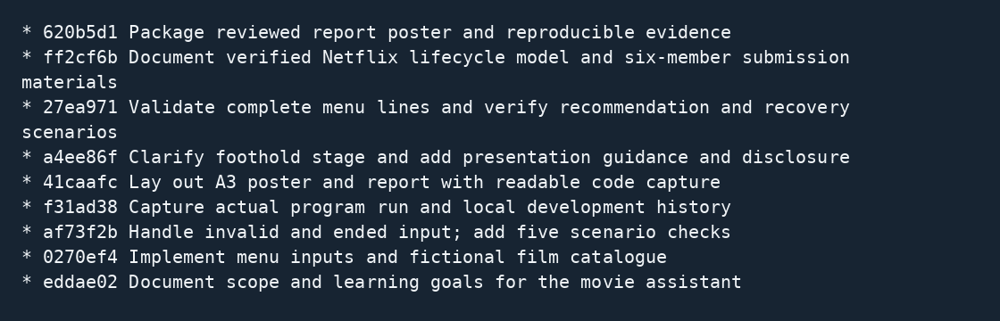 * 620b5d1 Package reviewed report poster and reproducible evidence
* ff2cf6b Document verified Netflix lifecycle model and six-member submission
materials
* 27ea971 Validate complete menu lines and verify recommendation and recovery
scenarios
* a4ee86f Clarify foothold stage and add presentation guidance and disclosure
* 41caafc Lay out A3 poster and report with readable code capture
* f31ad38 Capture actual program run and local development history
* af73f2b Handle invalid and ended input; add five scenario checks
* 0270ef4 Implement menu inputs and fictional film catalogue
* eddae02 Document scope and learning goals for the movie assistant